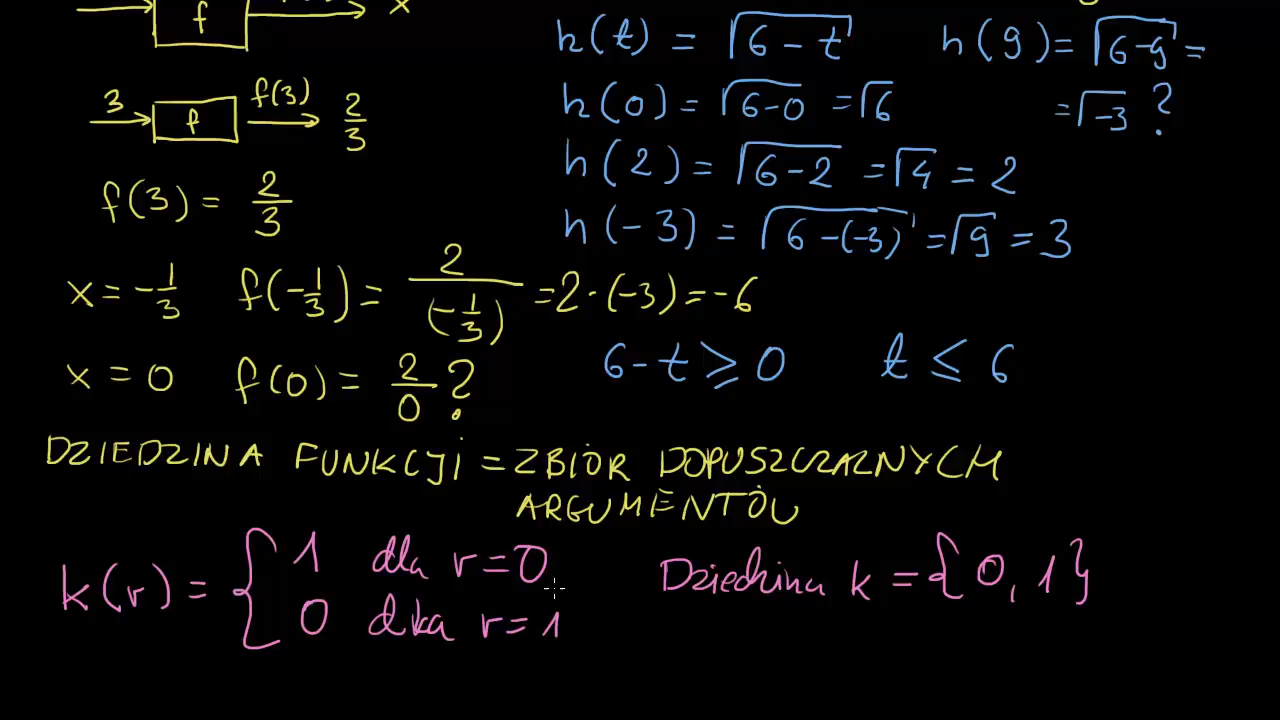 f x
3 f f(3) 2/3
f(3) = 2/3
x = -1/3 f(-1/3) = 2/(-1/3) = 2·(-3) = -6
x = 0 f(0) = 2/0 ?
h(t) = √(6-t)
h(0) = √(6-0) = √6
h(2) = √(6-2) = √4 = 2
h(-3) = √(6-(-3)) = √9 = 3
h(9) = √(6-9) =
= √-3 ?
6-t ⩾ 0 t ≤ 6
DZIEDZINA FUNKCJI = ZBIÓR DOPUSZCZALNYCH
ARGUMENTÓW
k(r) = { 1 dla r=0
0 dka r=1
Dziedzina k = {0, 1}